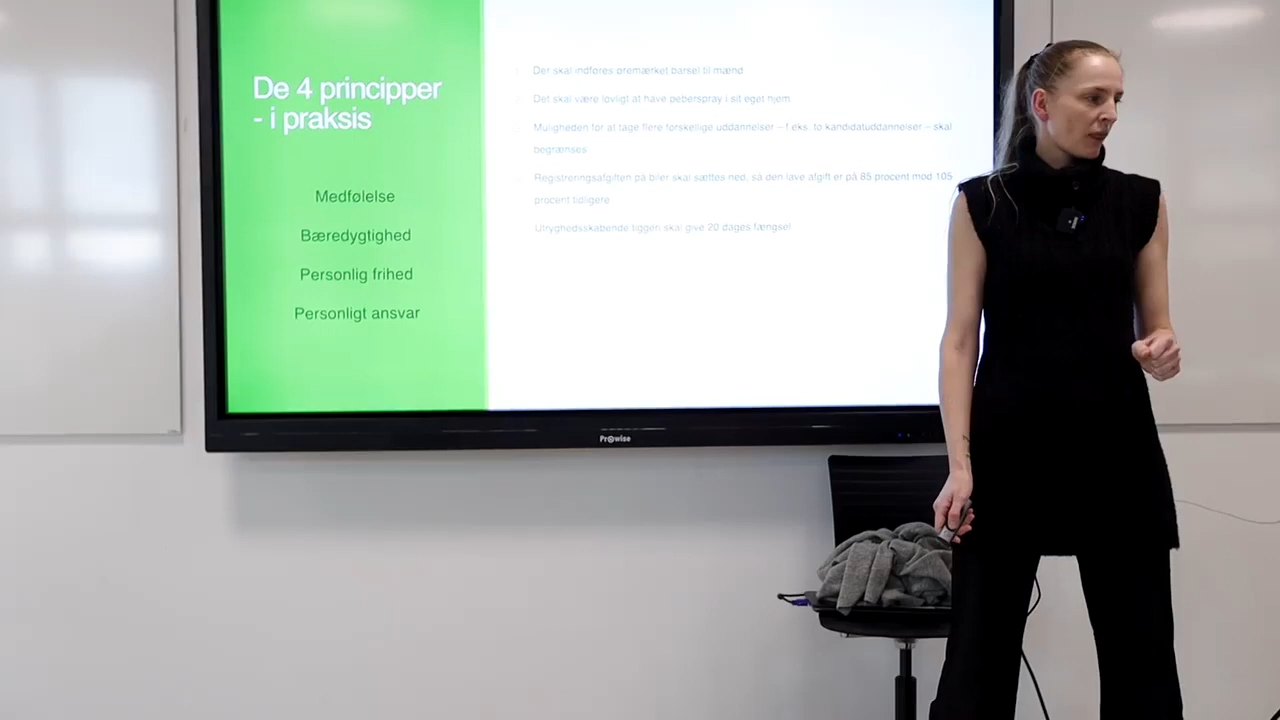 De 4 principper
- i praksis
Medfølelse
Bæredygtighed
Personlig frihed
Personligt ansvar
Der skal indføres øremærket barsel til mænd
Det skal være lovligt at have peberspray i sit eget hjem
Muligheden for at tage flere forskellige uddannelser – f.eks. to kandidatuddannelser – skal
begrænses
Registreringsafgiften på biler skal sættes ned, så den lave afgift er på 85 procent mod 105
procent tidligere
Utryghedsskabende tiggeri skal give 20 dages fængsel
Prowise